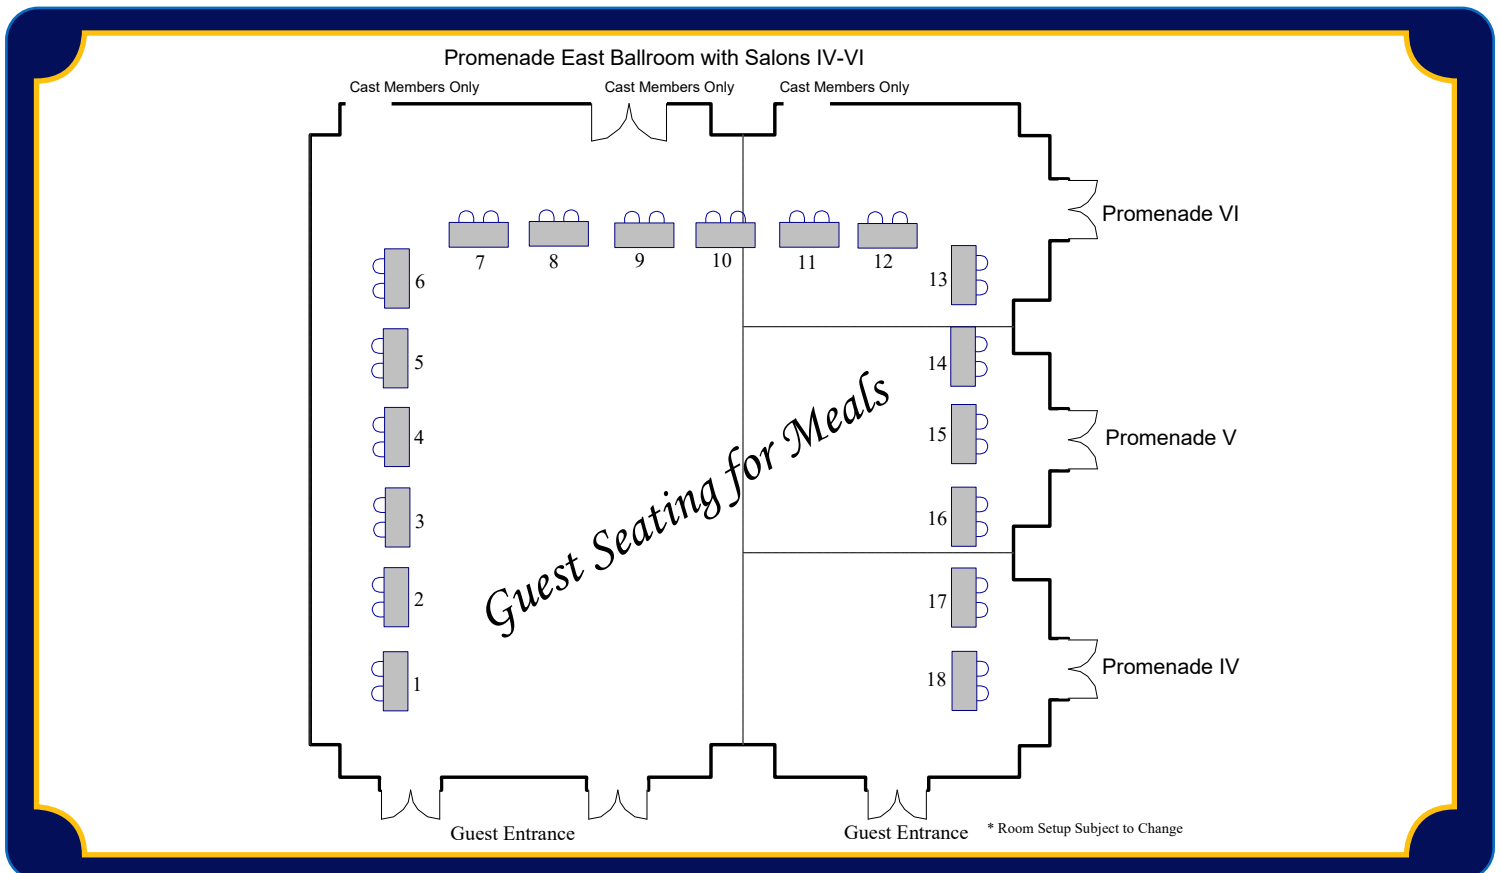 Promenade East Ballroom with Salons IV-VI
Cast Members Only
Cast Members Only
Cast Members Only
Promenade VI
7
8
9
10
11
12
6
13
5
14
4
15
3
16
2
17
1
18
Guest Seating for Meals
Promenade V
Promenade IV
Guest Entrance
Guest Entrance
* Room Setup Subject to Change